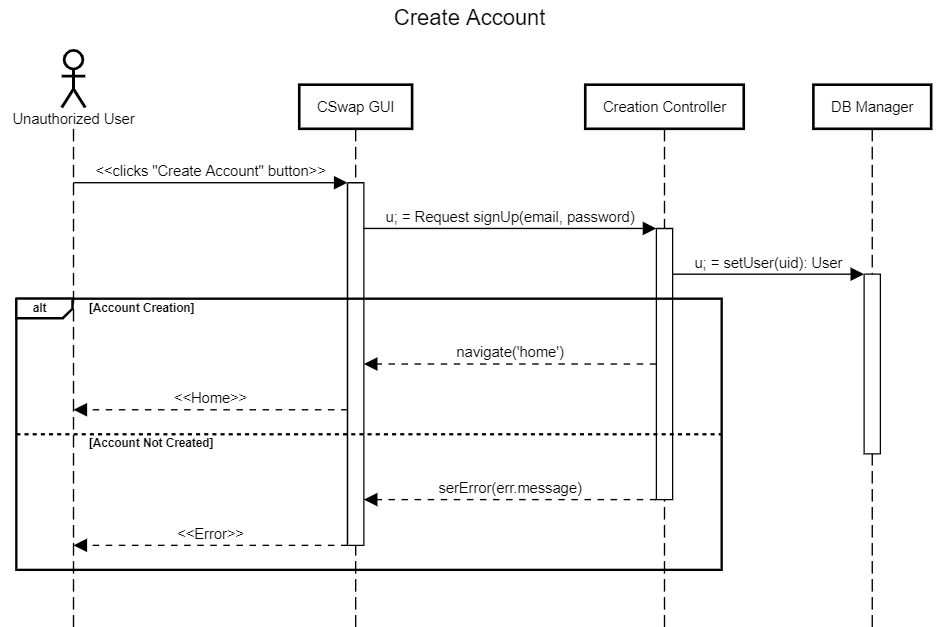 Create Account
Unauthorized User
CSwap GUI
Creation Controller
DB Manager
<<clicks "Create Account" button>>
u; = Request signUp(email, password)
u; = setUser(uid): User
alt
[Account Creation]
navigate('home')
<<Home>>
[Account Not Created]
serError(err.message)
<<Error>>